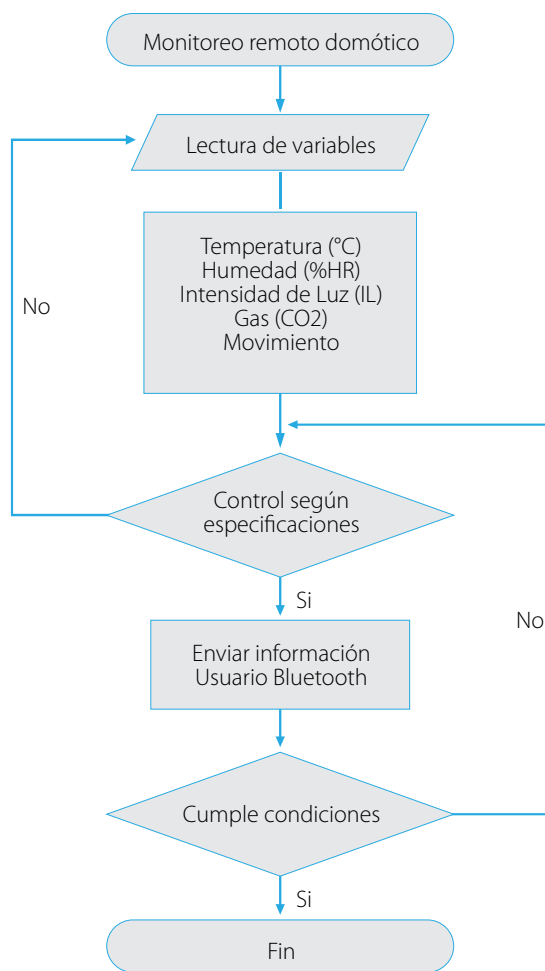 Monitoreo remoto domótico
Lectura de variables
Temperatura (°C)
Humedad (%HR)
Intensidad de Luz (IL)
Gas (CO2)
Movimiento
No
Control según
especificaciones
Si
Enviar información
Usuario Bluetooth
No
Cumple condiciones
Si
Fin